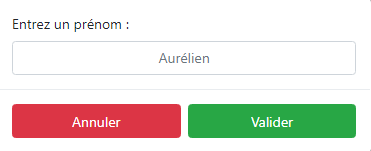 Entrez un prénom :
Aurélien
Annuler
Valider